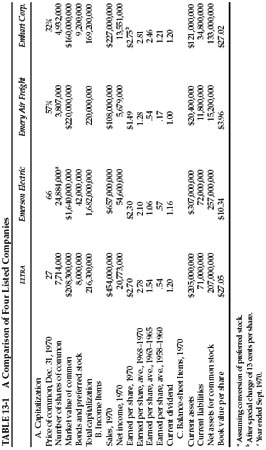 TABLE 13-1 A Comparison of Four Listed Companies
ELTRA Emerson Electric Emery Air Freight Emhart Corp.
A. Capitalization
Price of common, Dec. 31, 1970 27 66 57¾ 32¾
Number of shares of common 7,714,000 24,884,000ª 3,807,000 4,932,000
Market value of common $208,300,000 $1,640,000,000 $220,000,000 $160,000,000
Bonds and preferred stock 8,000,000 42,000,000 9,200,000
Total capitalization 216,300,000 1,682,000,000 220,000,000 169,200,000
B. Income Items
Sales, 1970 $454,000,000 $657,000,000 $108,000,000 $227,000,000
Net income, 1970 20,773,000 54,600,000 5,679,000 13,551,000
Earned per share, 1970 $2.70 $2.30 $1.49 $2.75ᵇ
Earned per share, ave., 1968–1970 2.78 2.10 1.28 2.81
Earned per share, ave., 1963–1965 1.54 1.06 .54 2.46
Earned per share, ave., 1958–1960 .54 .57 .17 1.21
Current dividend 1.20 1.16 1.00 1.20
C. Balance-sheet Items, 1970
Current assets $205,000,000 $307,000,000 $20,400,000 $121,000,000
Current liabilities 71,000,000 72,000,000 11,800,000 34,800,000
Net assets for common stock 207,000,000 257,000,000 15,200,000 133,000,000
Book value per share $27.05 $10.34 $3.96 $27.02
ª Assuming conversion of preferred stock.
ᵇ After special charge of 13 cents per share.
ᶜ Year ended Sept. 1970.